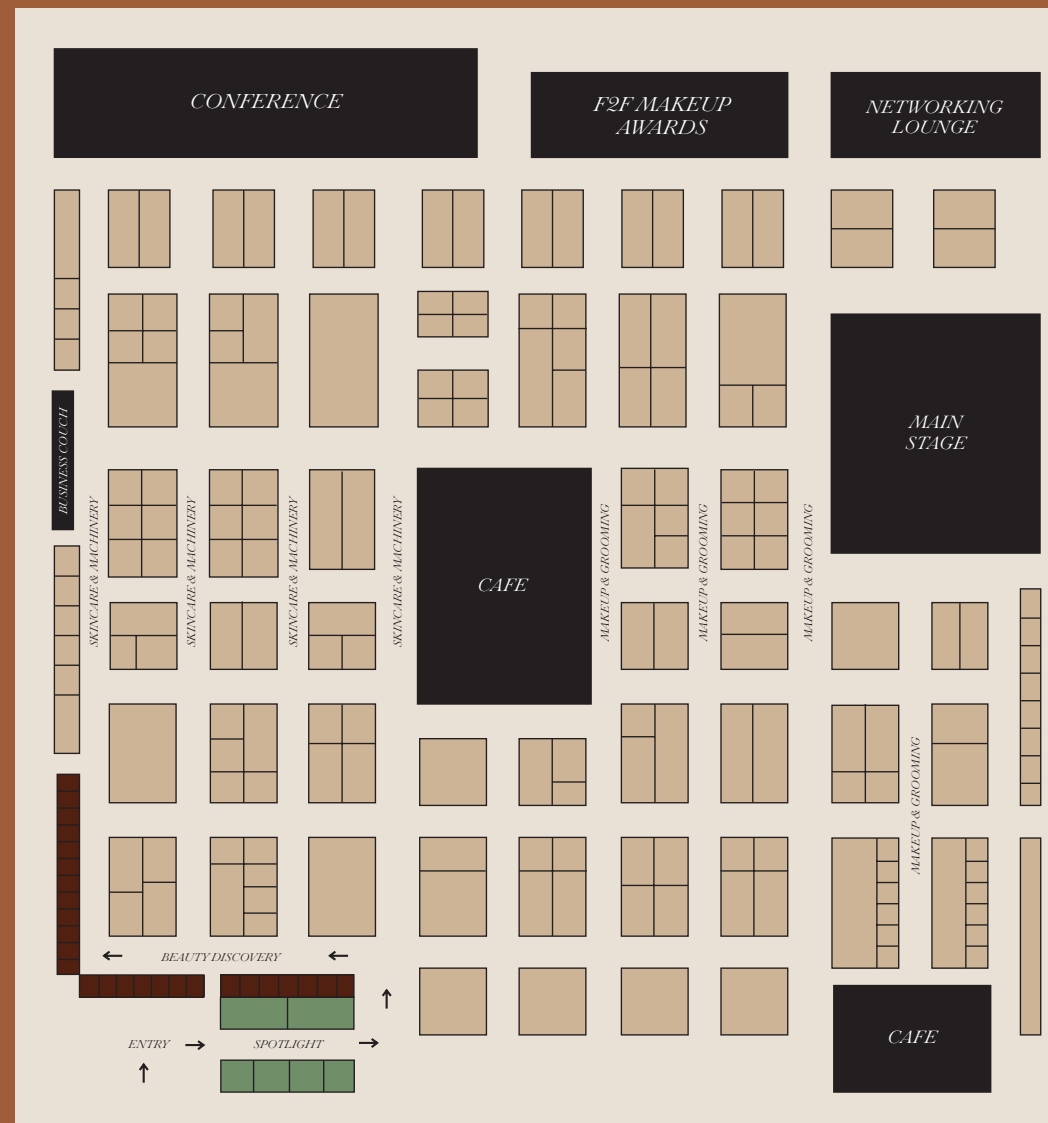 CONFERENCE
F2F MAKEUP
AWARDS
NETWORKING
LOUNGE
BUSINESS COUCH
MAIN
STAGE
SKINCARE & MACHINERY
SKINCARE & MACHINERY
SKINCARE & MACHINERY
SKINCARE & MACHINERY
CAFE
MAKEUP & GROOMING
MAKEUP & GROOMING
MAKEUP & GROOMING
MAKEUP & GROOMING
BEAUTY DISCOVERY
ENTRY
SPOTLIGHT
CAFE